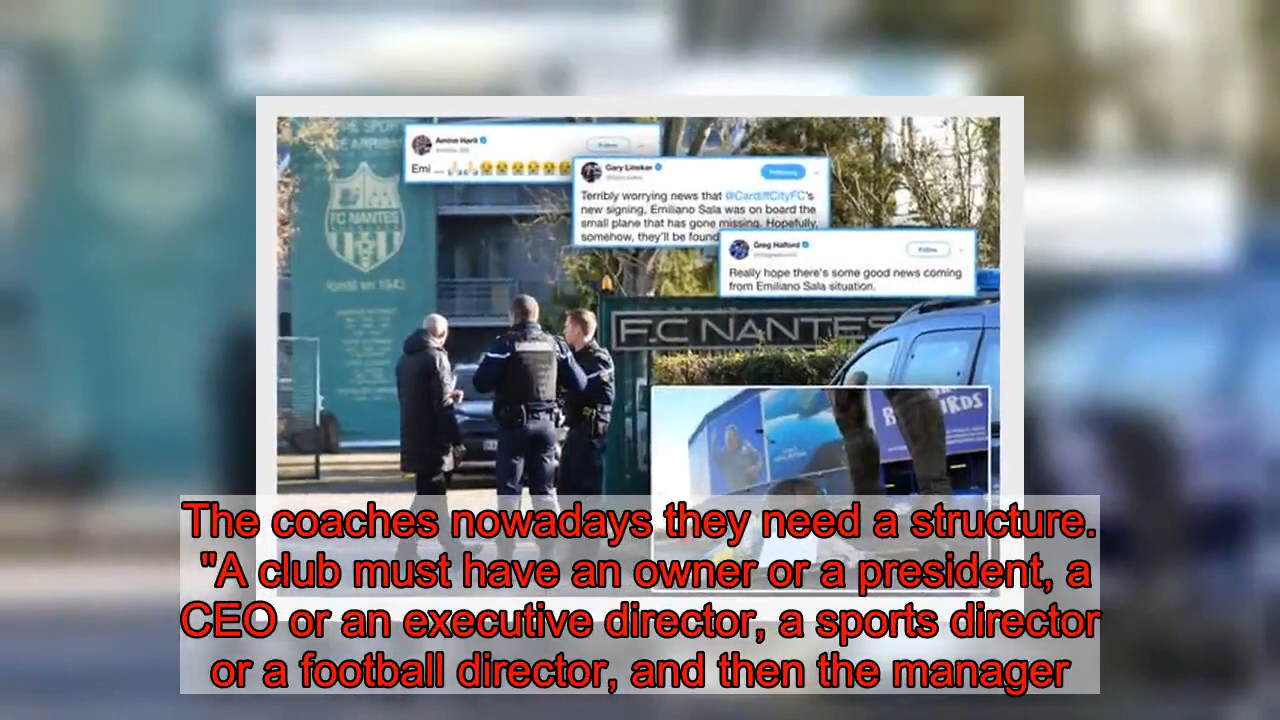 FC NANTES
Amine Harit
Follow
Emi ...
Gary Lineker
Following
Terribly worrying news that @CardiffCityFC's
new signing, Emiliano Sala was on board the
small plane that has gone missing. Hopefully,
somehow, they'll be found
Greg Halford
Follow
Really hope there's some good news coming
from Emiliano Sala situation.
F.C NANTES
The coaches nowadays they need a structure.
"A club must have an owner or a president, a
CEO or an executive director, a sports director
or a football director, and then the manager